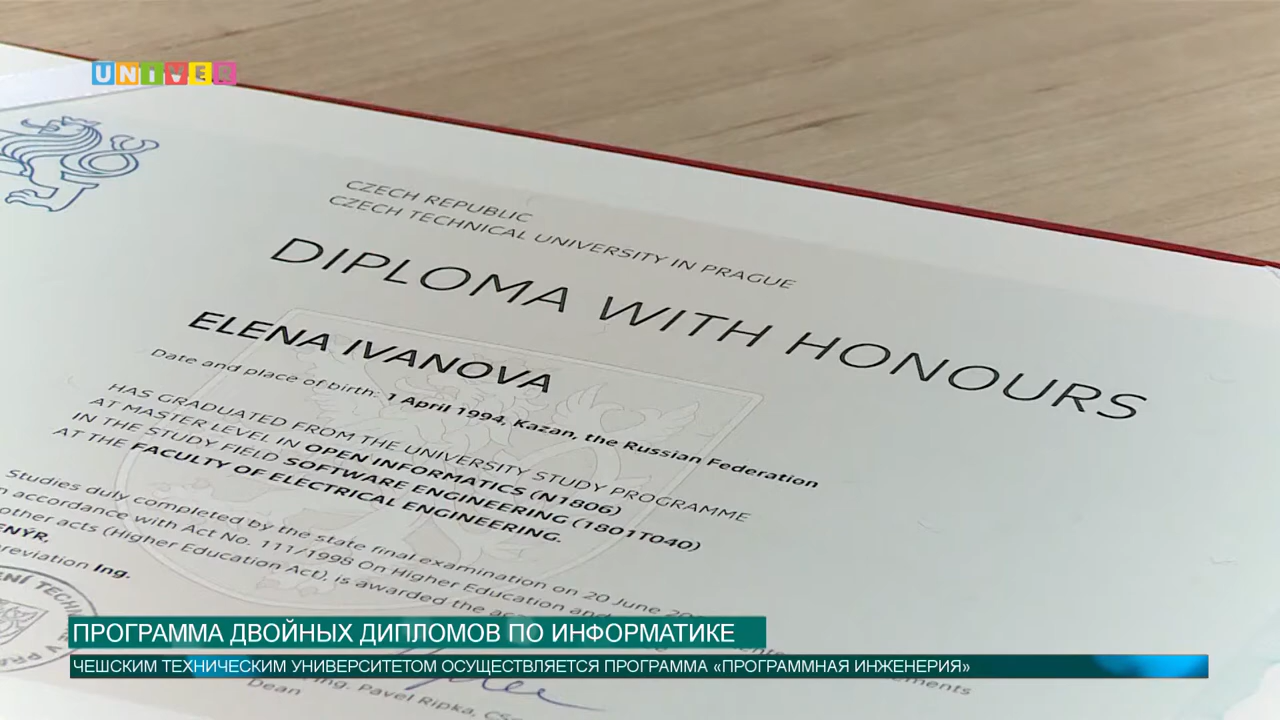 UNIVER
CZECH REPUBLIC
CZECH TECHNICAL UNIVERSITY IN PRAGUE
DIPLOMA WITH HONOURS
ELENA IVANOVA
Date and place of birth: 1 April 1994, Kazan, the Russian Federation
HAS GRADUATED FROM THE UNIVERSITY STUDY PROGRAMME
AT MASTER LEVEL IN OPEN INFORMATICS (N1806)
IN THE STUDY FIELD SOFTWARE ENGINEERING (1801T040)
AT THE FACULTY OF ELECTRICAL ENGINEERING.
Studies duly completed by the state final examination on 20 June
accordance with Act No. 111/1998 On Higher Education and
other acts (Higher Education Act), is awarded the
Ing.
ПРОГРАММА ДВОЙНЫХ ДИПЛОМОВ ПО ИНФОРМАТИКЕ
ЧЕШСКИМ ТЕХНИЧЕСКИМ УНИВЕРСИТЕТОМ ОСУЩЕСТВЛЯЕТСЯ ПРОГРАММА «ПРОГРАММНАЯ ИНЖЕНЕРИЯ»
Ing. Pavel Ripka,
Dean